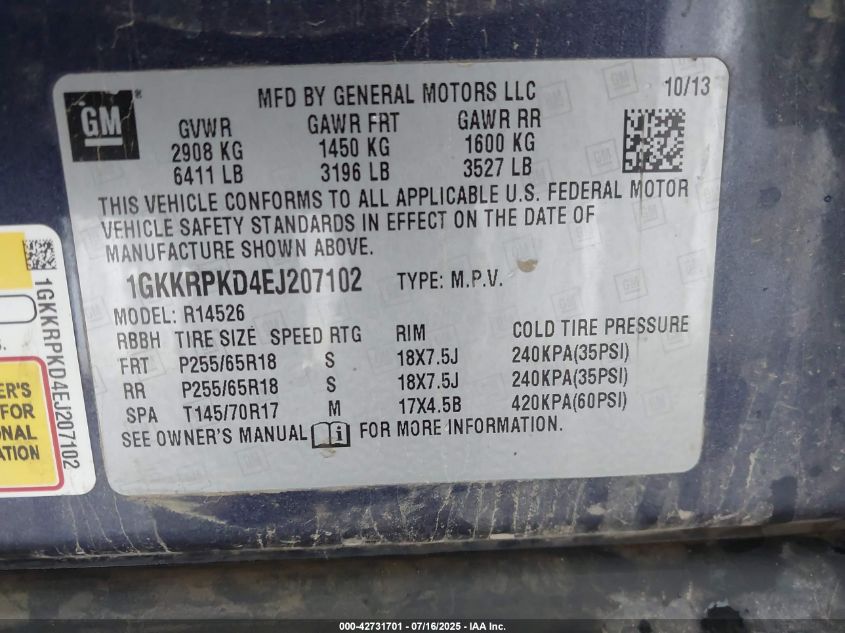 GM ®
MFD BY GENERAL MOTORS LLC
10/13
GVWR GAWR FRT GAWR RR
2908 KG 1450 KG 1600 KG
6411 LB 3196 LB 3527 LB
THIS VEHICLE CONFORMS TO ALL APPLICABLE U.S. FEDERAL MOTOR
VEHICLE SAFETY STANDARDS IN EFFECT ON THE DATE OF
MANUFACTURE SHOWN ABOVE.
1GKKRPKD4EJ207102 TYPE: M.P.V.
MODEL: R14526
RBBH TIRE SIZE SPEED RTG RIM COLD TIRE PRESSURE
FRT P255/65R18 S 18X7.5J 240KPA(35PSI)
RR P255/65R18 S 18X7.5J 240KPA(35PSI)
SPA T145/70R17 M 17X4.5B 420KPA(60PSI)
SEE OWNER'S MANUAL i FOR MORE INFORMATION.
1GKKRPKD4EJ207102
S.
ER'S
FOR
ONAL
ATION
000-42731701 - 07/16/2025 - IAA Inc.